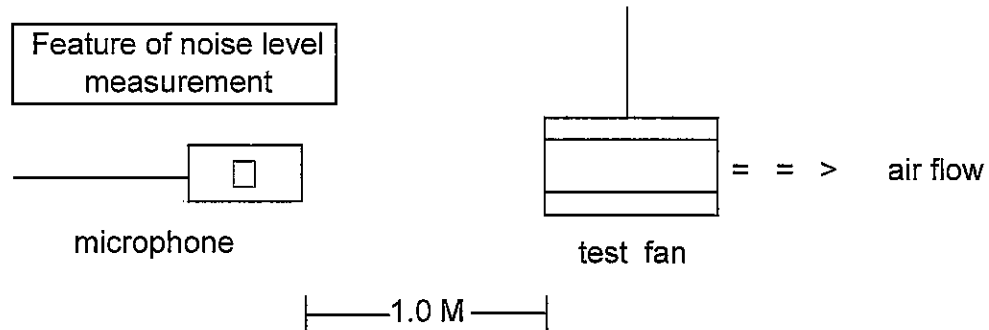 Feature of noise level
measurement
= = > air flow
microphone
test fan
1.0 M